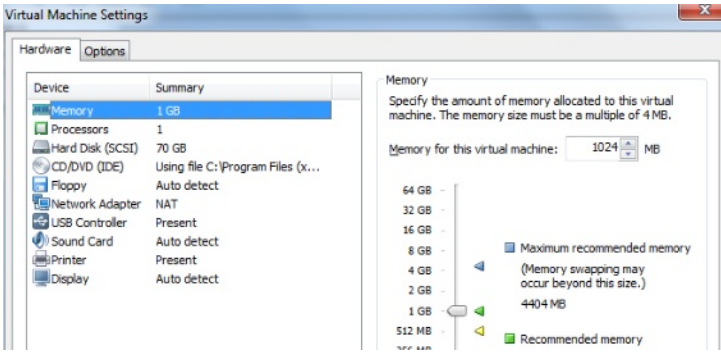 Virtual Machine Settings
Hardware Options
Device Summary
Memory 1 GB
Processors 1
Hard Disk (SCSI) 70 GB
CD/DVD (IDE) Using file C:\Program Files (x...
Floppy Auto detect
Network Adapter NAT
USB Controller Present
Sound Card Auto detect
Printer Present
Display Auto detect
Memory
Specify the amount of memory allocated to this virtual
machine. The memory size must be a multiple of 4 MB.
Memory for this virtual machine: 1024 MB
64 GB
32 GB
16 GB
8 GB
4 GB
2 GB
1 GB
512 MB
256 MB
Maximum recommended memory
(Memory swapping may
occur beyond this size.)
4404 MB
Recommended memory